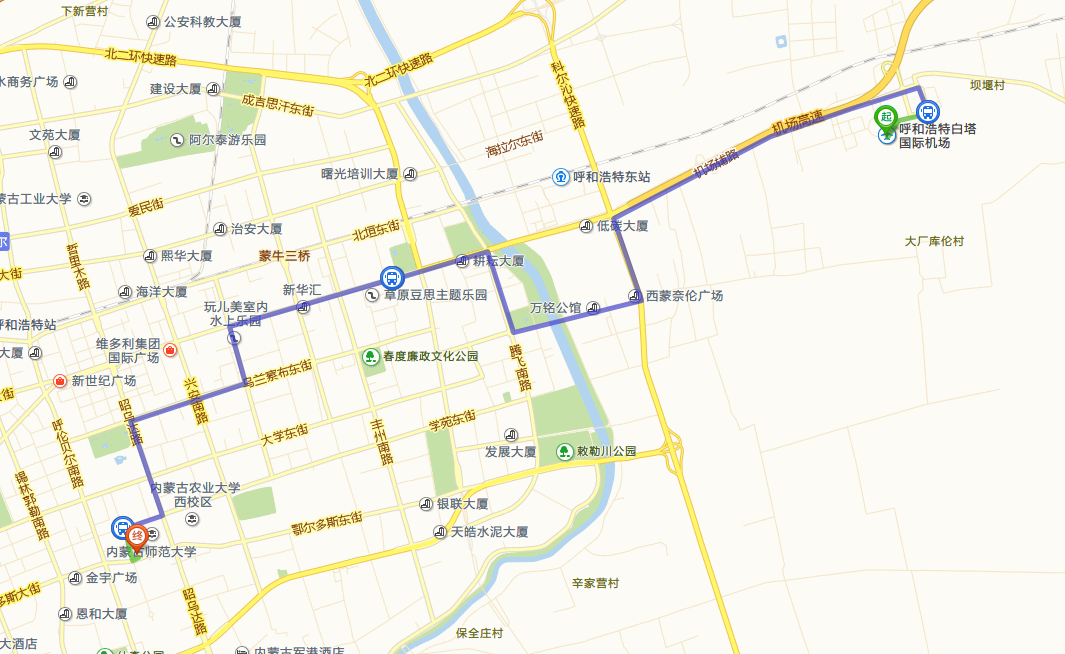 下新营村
公安科教大厦
北二环快速路
北二环快速路
水商务广场
建设大厦
成吉思汗东街
科尔沁快速路
机场高速
坝堰村
起
呼和浩特白塔
国际机场
文苑大厦
阿尔泰游乐园
海拉尔东街
机场辅路
曙光培训大厦
呼和浩特东站
蒙古工业大学
爱民街
治安大厦
北垣东街
低碳大厦
大厂库伦村
哲里木路
熙华大厦
蒙牛三桥
耕耘大厦
大街
海洋大厦
新华汇
草原豆思主题乐园
西蒙奈伦广场
玩儿美室内
水上乐园
万铭公馆
呼和浩特站
大厦
维多利集团
国际广场
春度廉政文化公园
腾飞南路
新世纪广场
兴安南路
乌兰察布东街
昭乌达路
呼伦贝尔南路
大学东街
丰州南路
学苑东街
发展大厦
敕勒川公园
锡林郭勒南路
内蒙古农业大学
西校区
银联大厦
鄂尔多斯东街
天皓水泥大厦
终
内蒙古师范大学
金宇广场
辛家营村
多斯大街
昭乌达路
恩和大厦
保全庄村
大酒店
内蒙古军港酒店